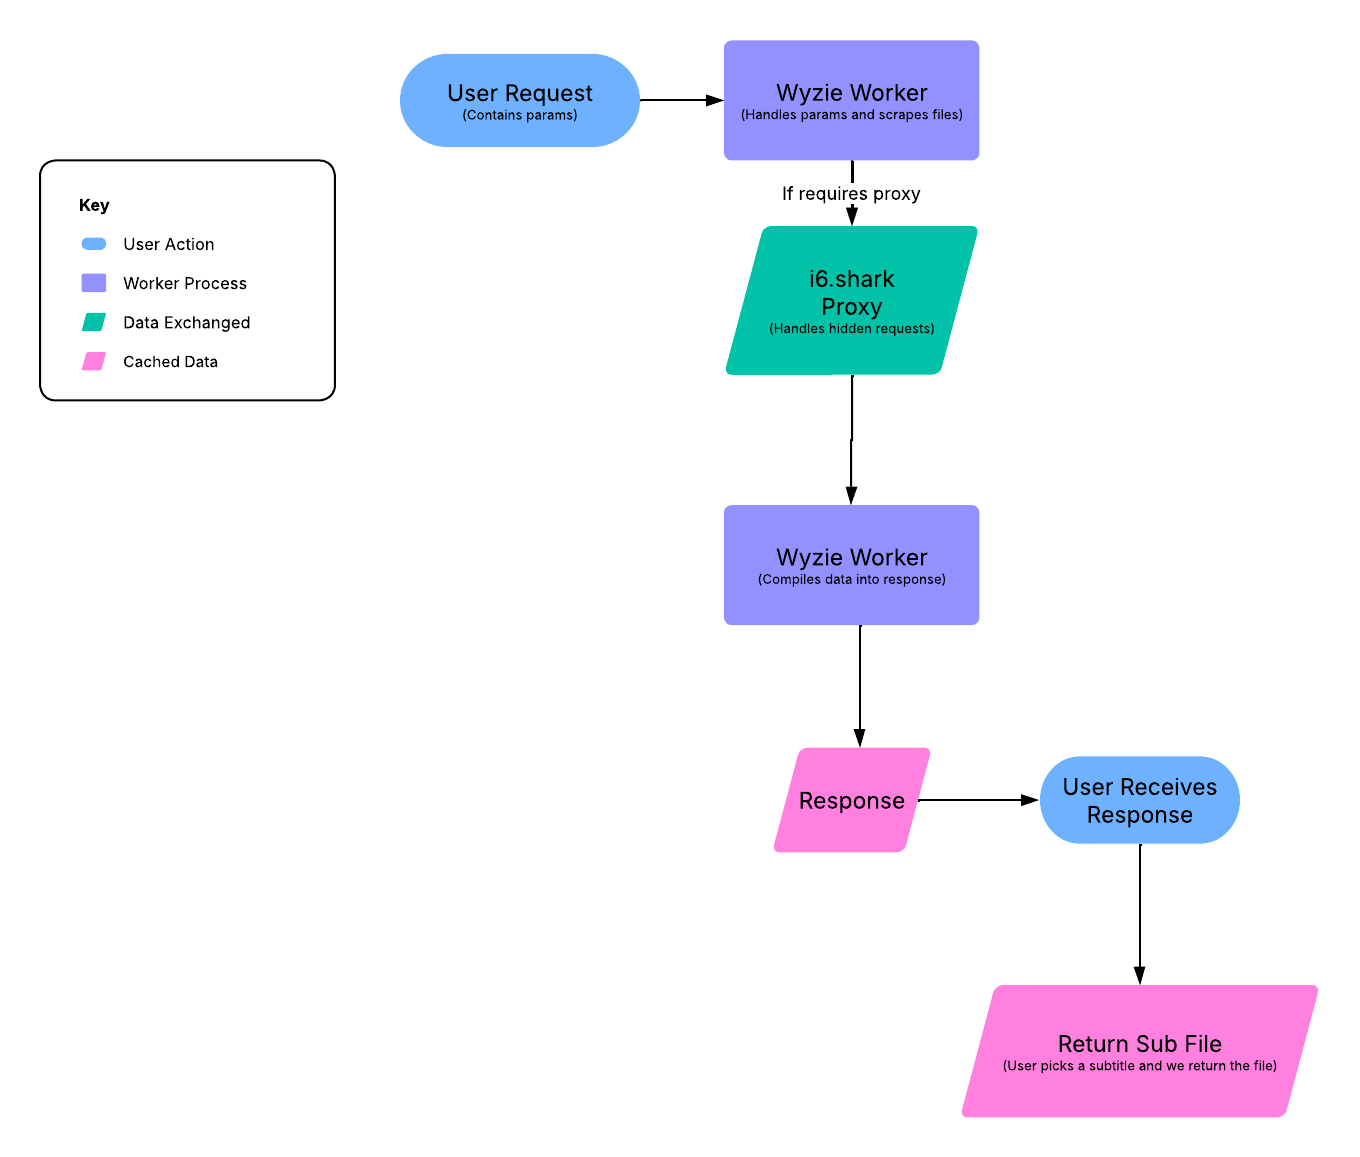 User Request
(Contains params)
Wyzie Worker
(Handles params and scrapes files)
If requires proxy
Key
User Action
Worker Process
Data Exchanged
Cached Data
i6.shark
Proxy
(Handles hidden requests)
Wyzie Worker
(Compiles data into response)
Response
User Receives
Response
Return Sub File
(User picks a subtitle and we return the file)